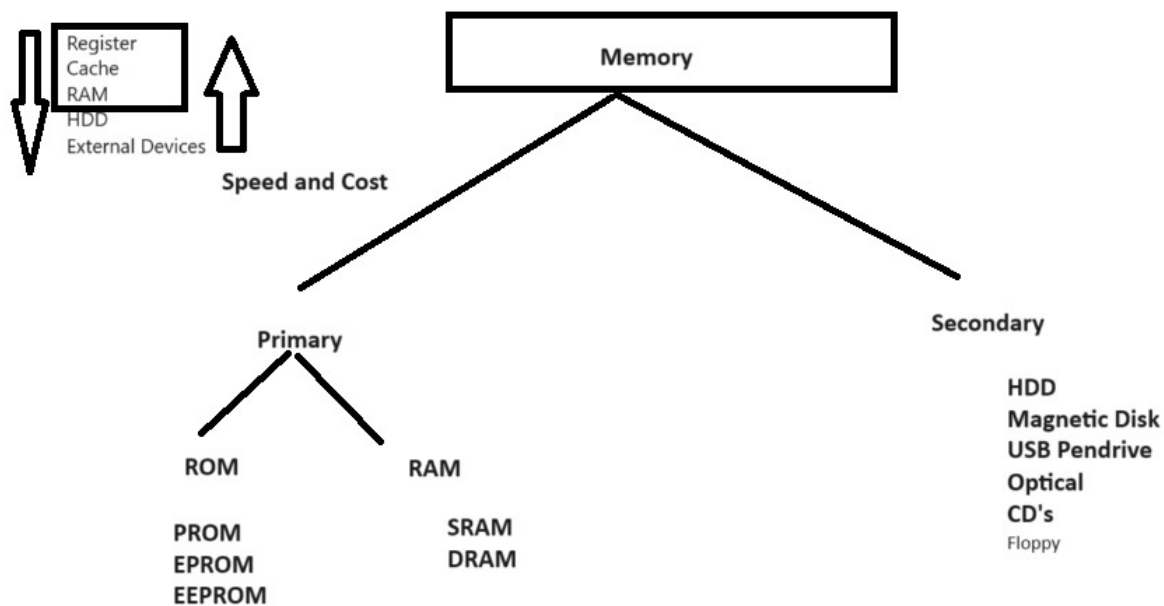 Register
Cache
RAM
HDD
External Devices
Speed and Cost
Memory
Primary
Secondary
ROM
RAM
PROM
EPROM
EEPROM
SRAM
DRAM
HDD
Magnetic Disk
USB Pendrive
Optical
CD's
Floppy